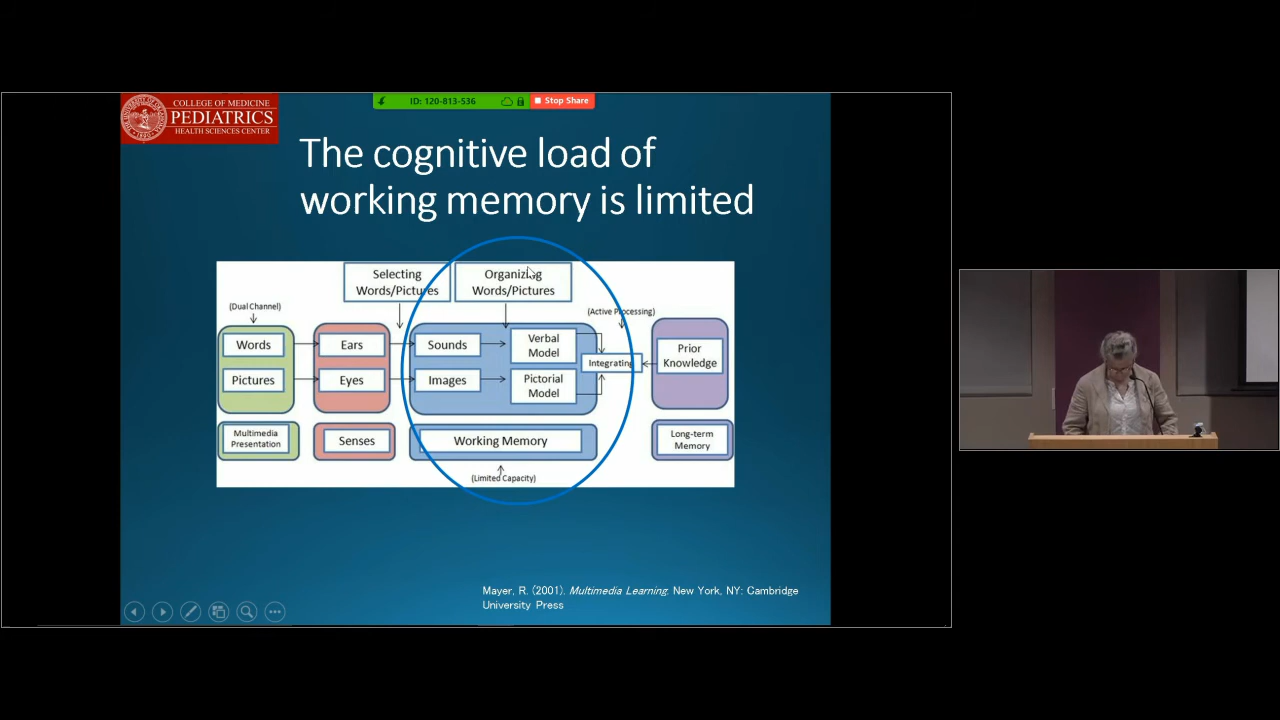 COLLEGE OF MEDICINE
PEDIATRICS
HEALTH SCIENCES CENTER
ID: 120-813-536
Stop Share
The cognitive load of
working memory is limited
Selecting
Words/Pictures
Organizing
Words/Pictures
(Dual Channel)
(Active Processing)
Words
Ears
Sounds
Verbal
Model
Integrating
Prior
Knowledge
Pictures
Eyes
Images
Pictorial
Model
Multimedia
Presentation
Senses
Working Memory
Long-term
Memory
(Limited Capacity)
Mayer, R. (2001). Multimedia Learning. New York, NY: Cambridge
University Press